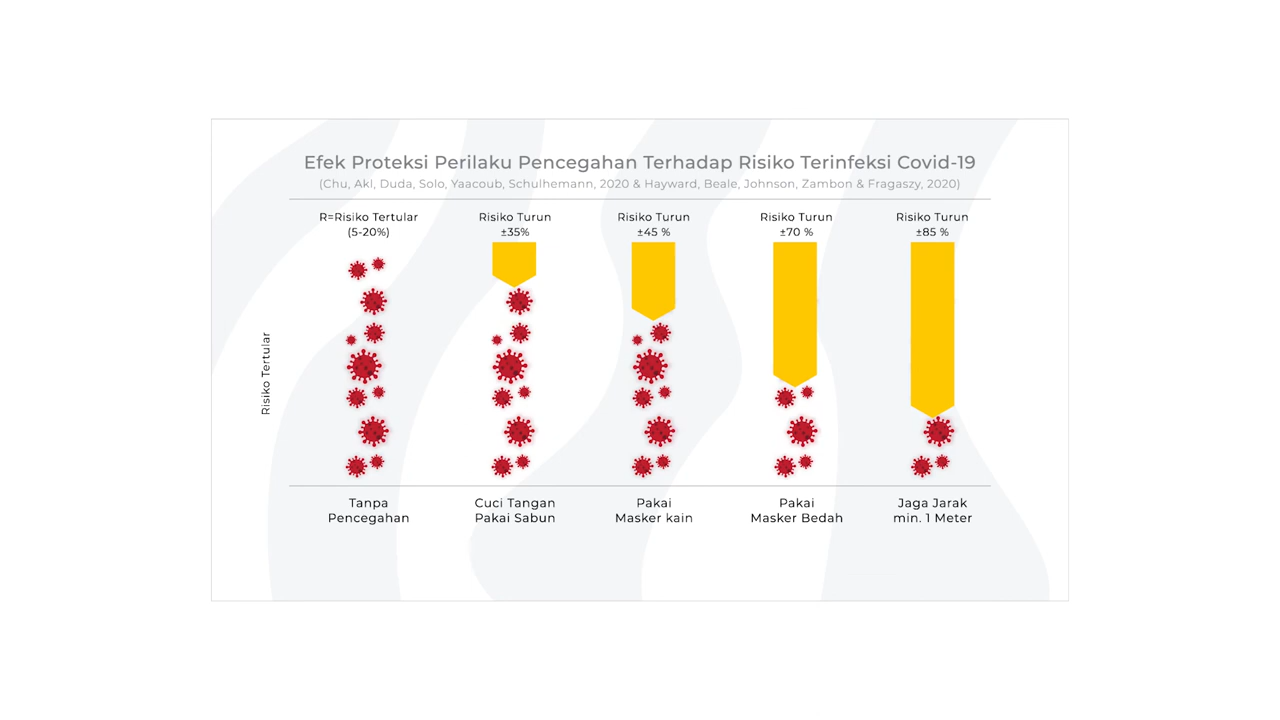 Efek Proteksi Perilaku Pencegahan Terhadap Risiko Terinfeksi Covid-19
(Chu, Akl, Duda, Solo, Yaacoub, Schulhemann, 2020 & Hayward, Beale, Johnson, Zambon & Fragaszy, 2020)
R=Risiko Tertular
(5-20%)
Risiko Turun
±35%
Risiko Turun
±45 %
Risiko Turun
±70 %
Risiko Turun
±85 %
Risiko Tertular
Tanpa
Pencegahan
Cuci Tangan
Pakai Sabun
Pakai
Masker kain
Pakai
Masker Bedah
Jaga Jarak
min. 1 Meter